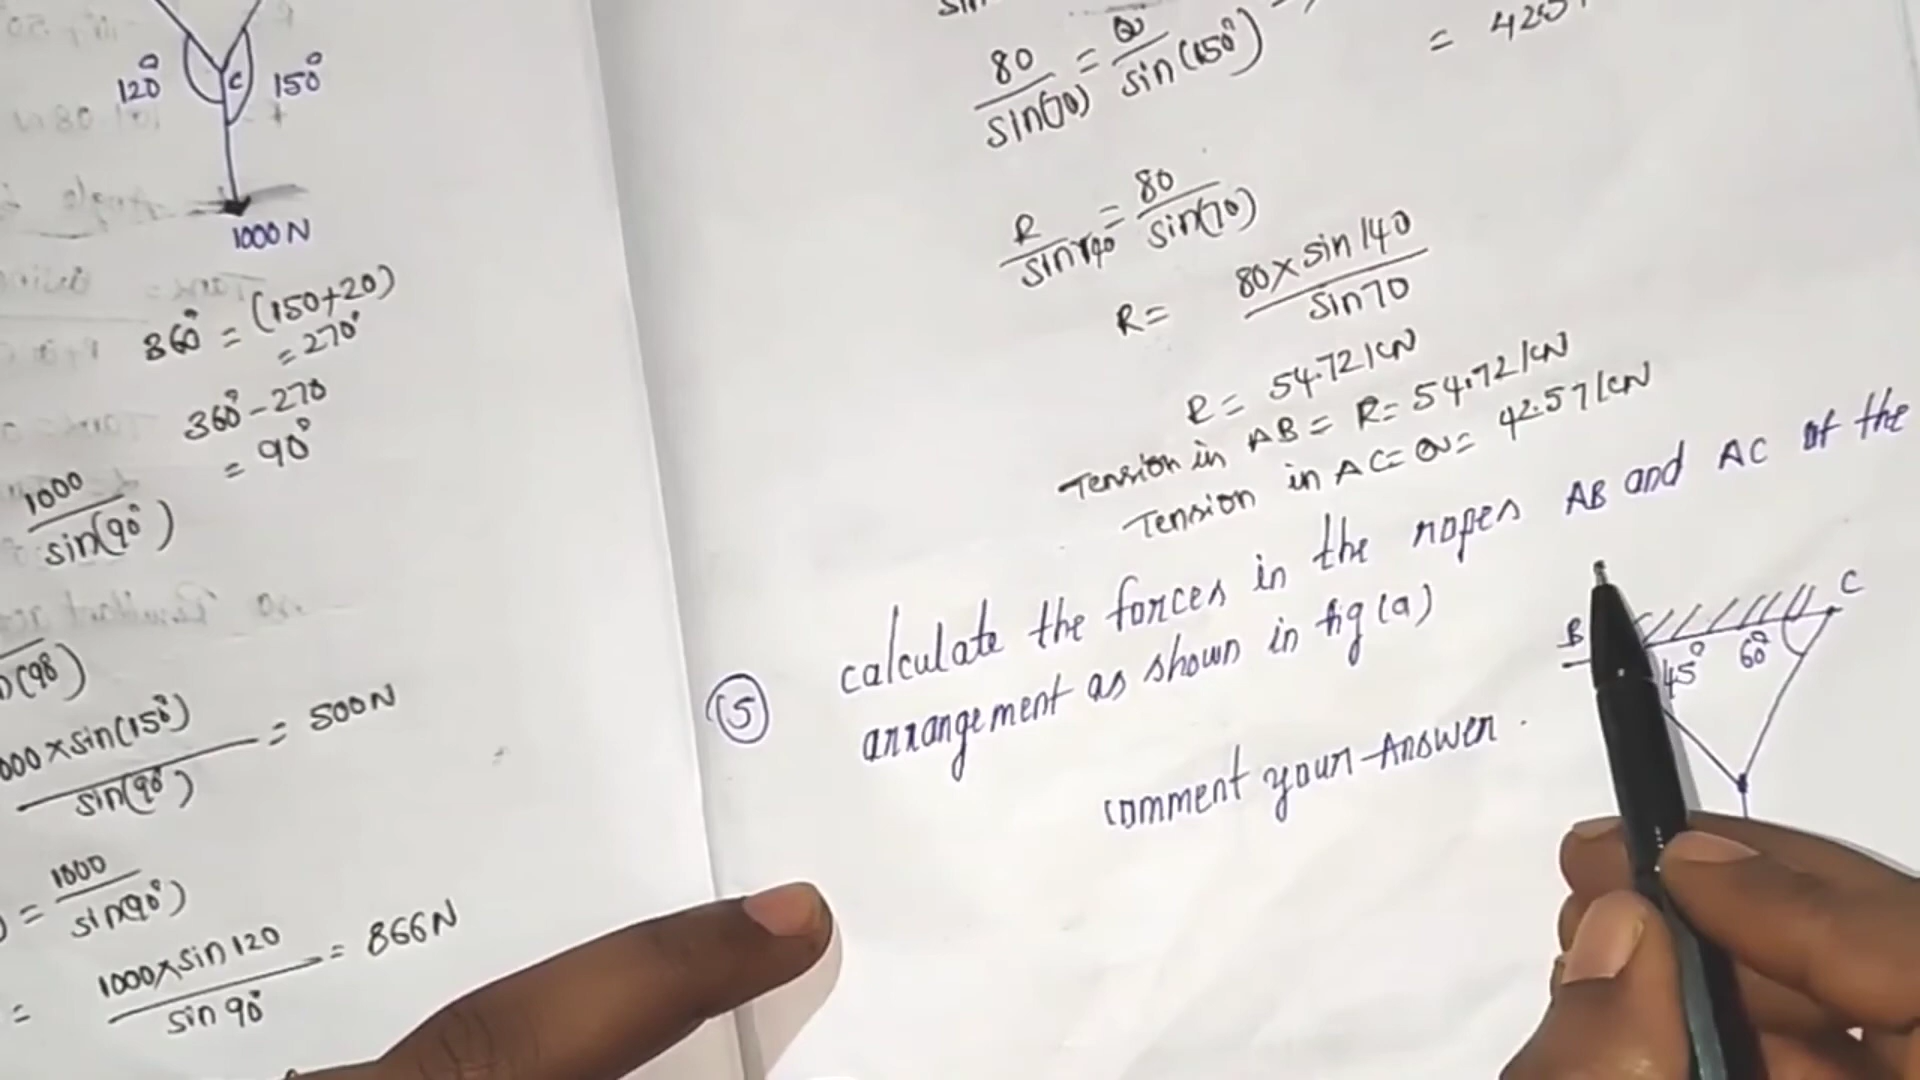 120°
C
150°
1000 N
360° = (150+20)
= 270°
360° - 270
= 90°
1000
sin(90°)
000 × sin(150°)
sin(90°)
= 500N
= 1000
sin(90°)
= 1000 × sin 120
sin 90°
= 866N
80
sin(70)
= Q
sin(150°)
R
sin 140
= 80
sin(70)
R = 80 × sin 140
sin 70
R = 54.72 kN
Tension in AB = R = 54.72 kN
Tension in AC = Q = 42.57 kN
5
calculate the forces in the ropes AB and AC of the
arrangement as shown in fig (a)
comment your Answer.
B
C
45°
60°